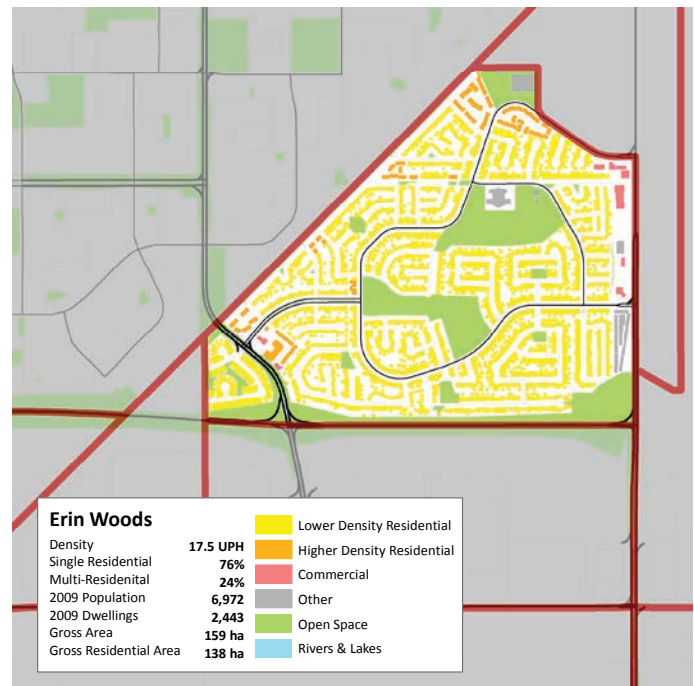 Erin Woods
Density 17.5 UPH
Single Residential 76%
Multi-Residenital 24%
2009 Population 6,972
2009 Dwellings 2,443
Gross Area 159 ha
Gross Residential Area 138 ha
Lower Density Residential
Higher Density Residential
Commercial
Other
Open Space
Rivers & Lakes